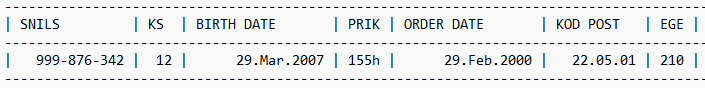 | SNILS | KS | BIRTH DATE | PRIK | ORDER DATE | KOD POST | EGE |
| 999-876-342 | 12 | 29.Mar.2007 | 155h | 29.Feb.2000 | 22.05.01 | 210 |